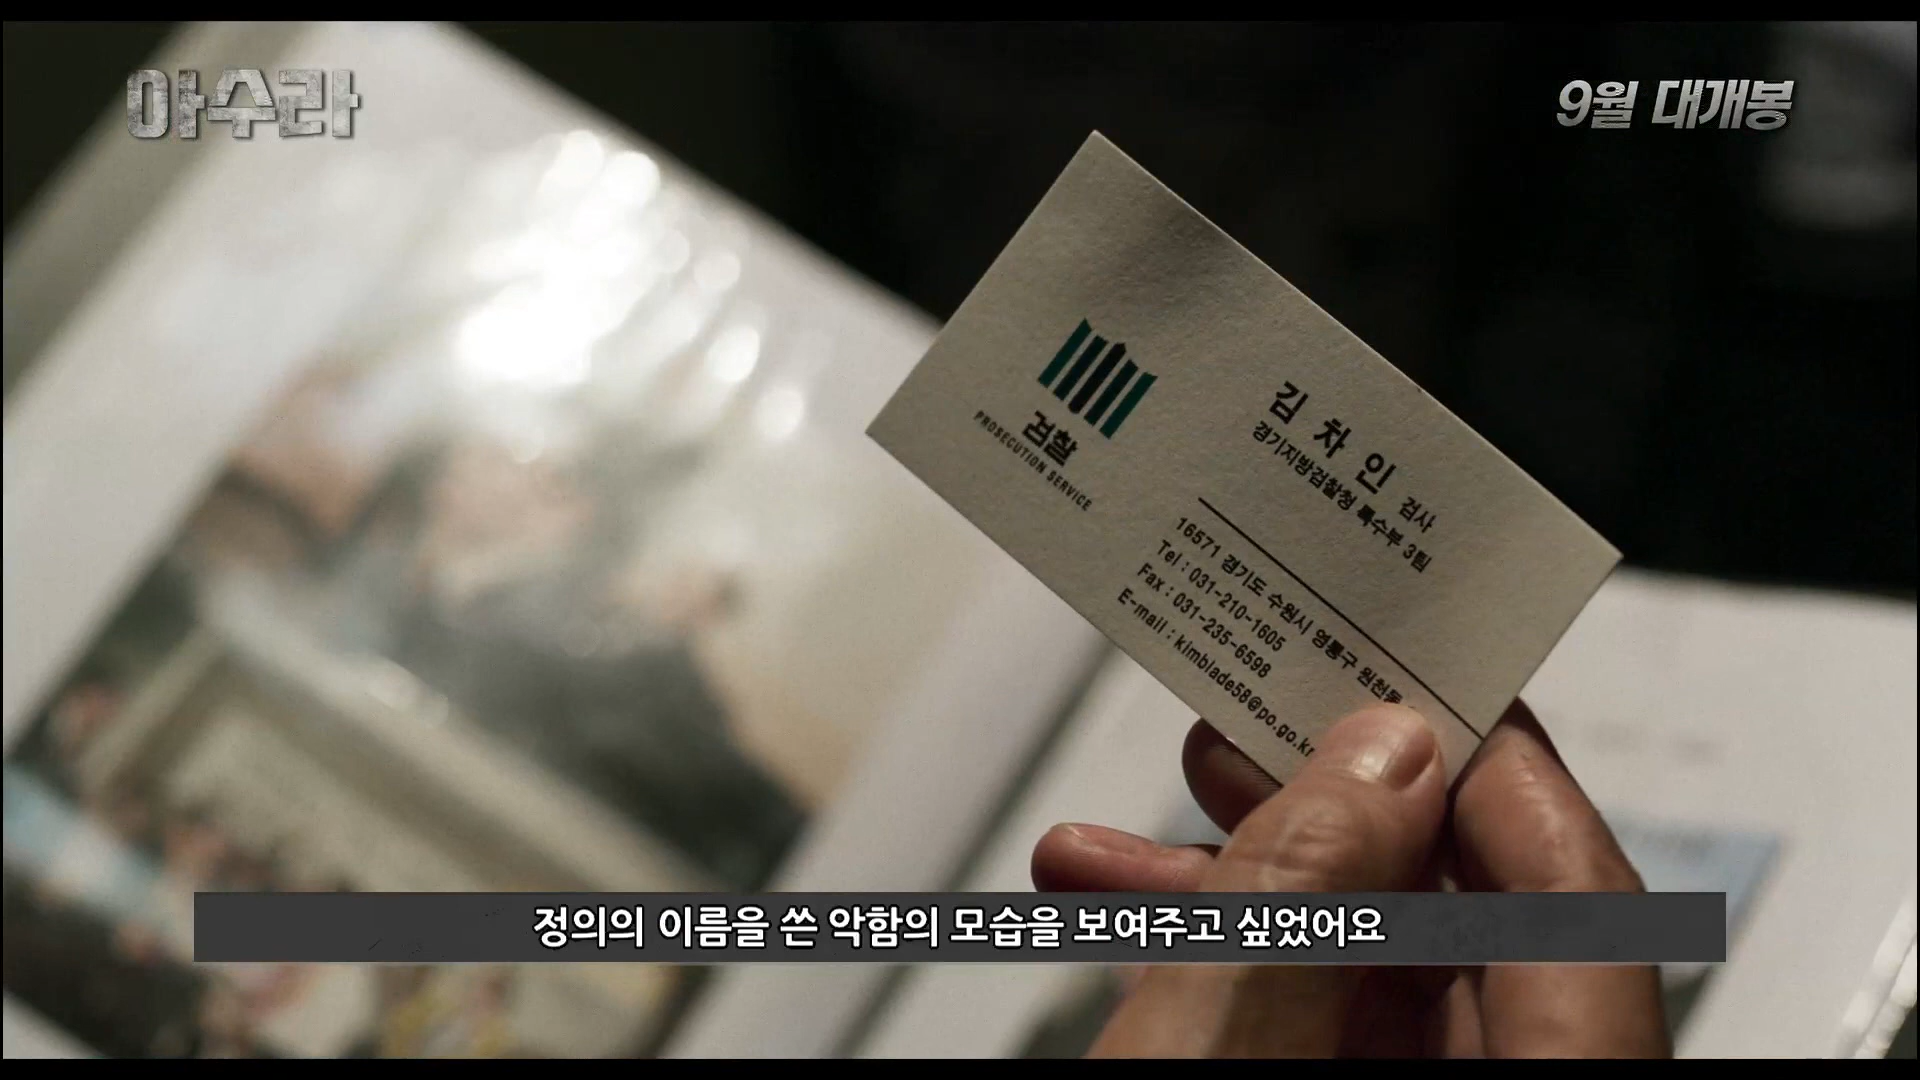 아수라
9월 대개봉
검찰
PROSECUTION SERVICE
김 차 인 검사
경기지방검찰청 특수부 3팀
16571 경기도 수원시 영통구 원천동
Tel : 031-210-1605
Fax : 031-235-6598
E-mail : kimblade58@po.go.kr
정의의 이름을 쓴 악함의 모습을 보여주고 싶었어요